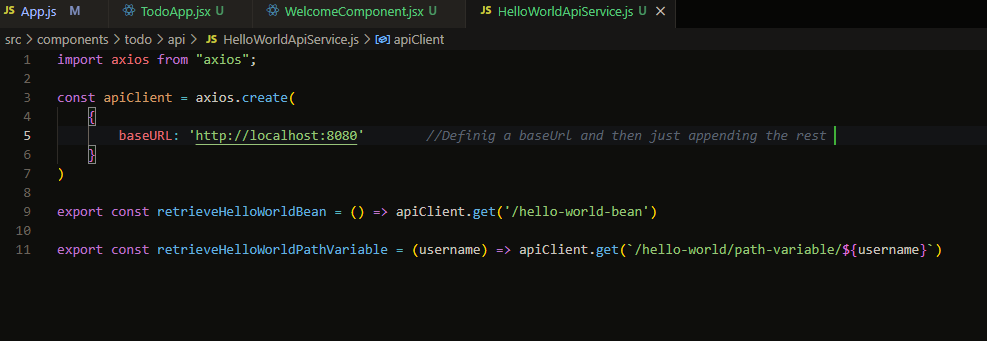 JS App.js M TodoApp.jsx U WelcomeComponent.jsx U JS HelloWorldApiService.js U ×
src > components > todo > api > JS HelloWorldApiService.js > apiClient
1 import axios from "axios";
2
3 const apiClient = axios.create(
4 {
5 baseURL: 'http://localhost:8080' //Definig a baseUrl and then just appending the rest
6 }
7 )
8
9 export const retrieveHelloWorldBean = () => apiClient.get('/hello-world-bean')
10
11 export const retrieveHelloWorldPathVariable = (username) => apiClient.get(`/hello-world/path-variable/${username}`)